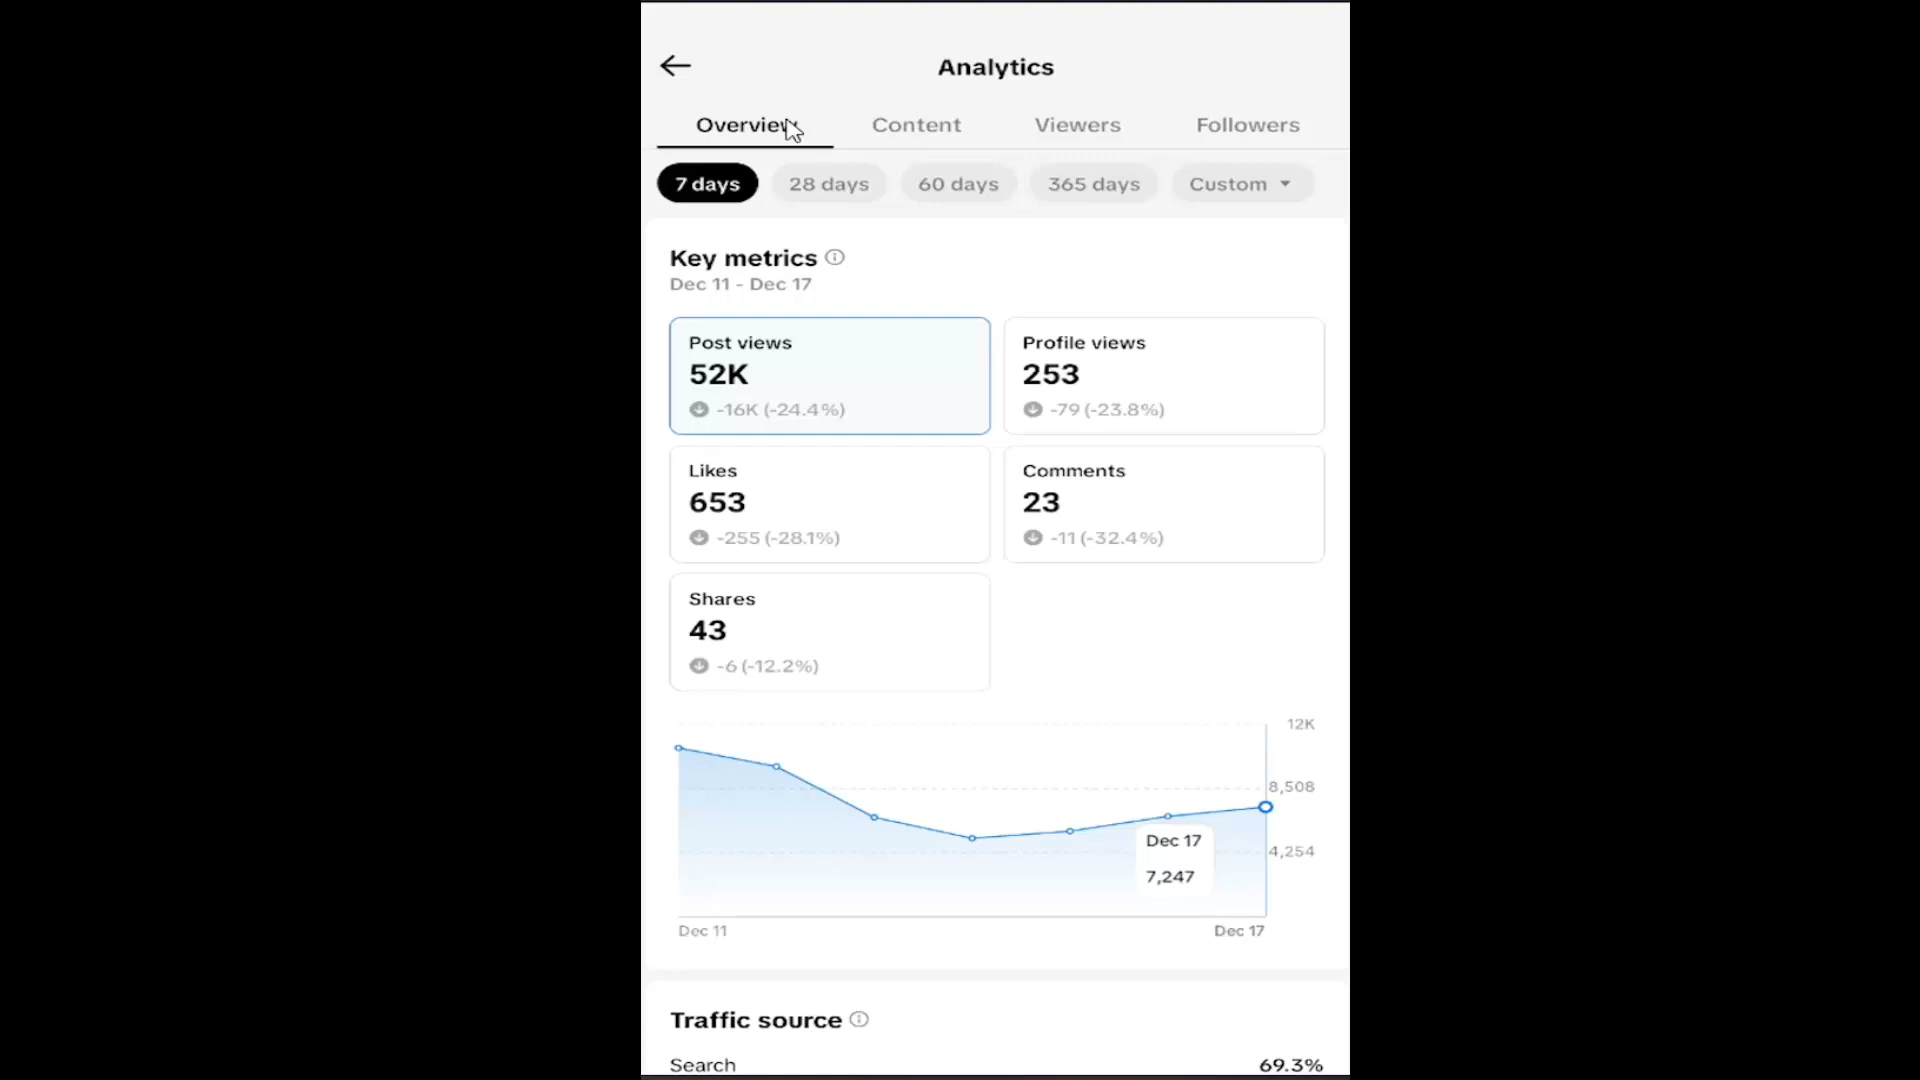 Analytics
Overview Content Viewers Followers
7 days 28 days 60 days 365 days Custom
Key metrics
Dec 11 - Dec 17
Post views
52K
-16K (-24.4%)
Profile views
253
-79 (-23.8%)
Likes
653
-255 (-28.1%)
Comments
23
-11 (-32.4%)
Shares
43
-6 (-12.2%)
12K
8,508
4,254
Dec 17
7,247
Dec 11 Dec 17
Traffic source
Search 69.3%